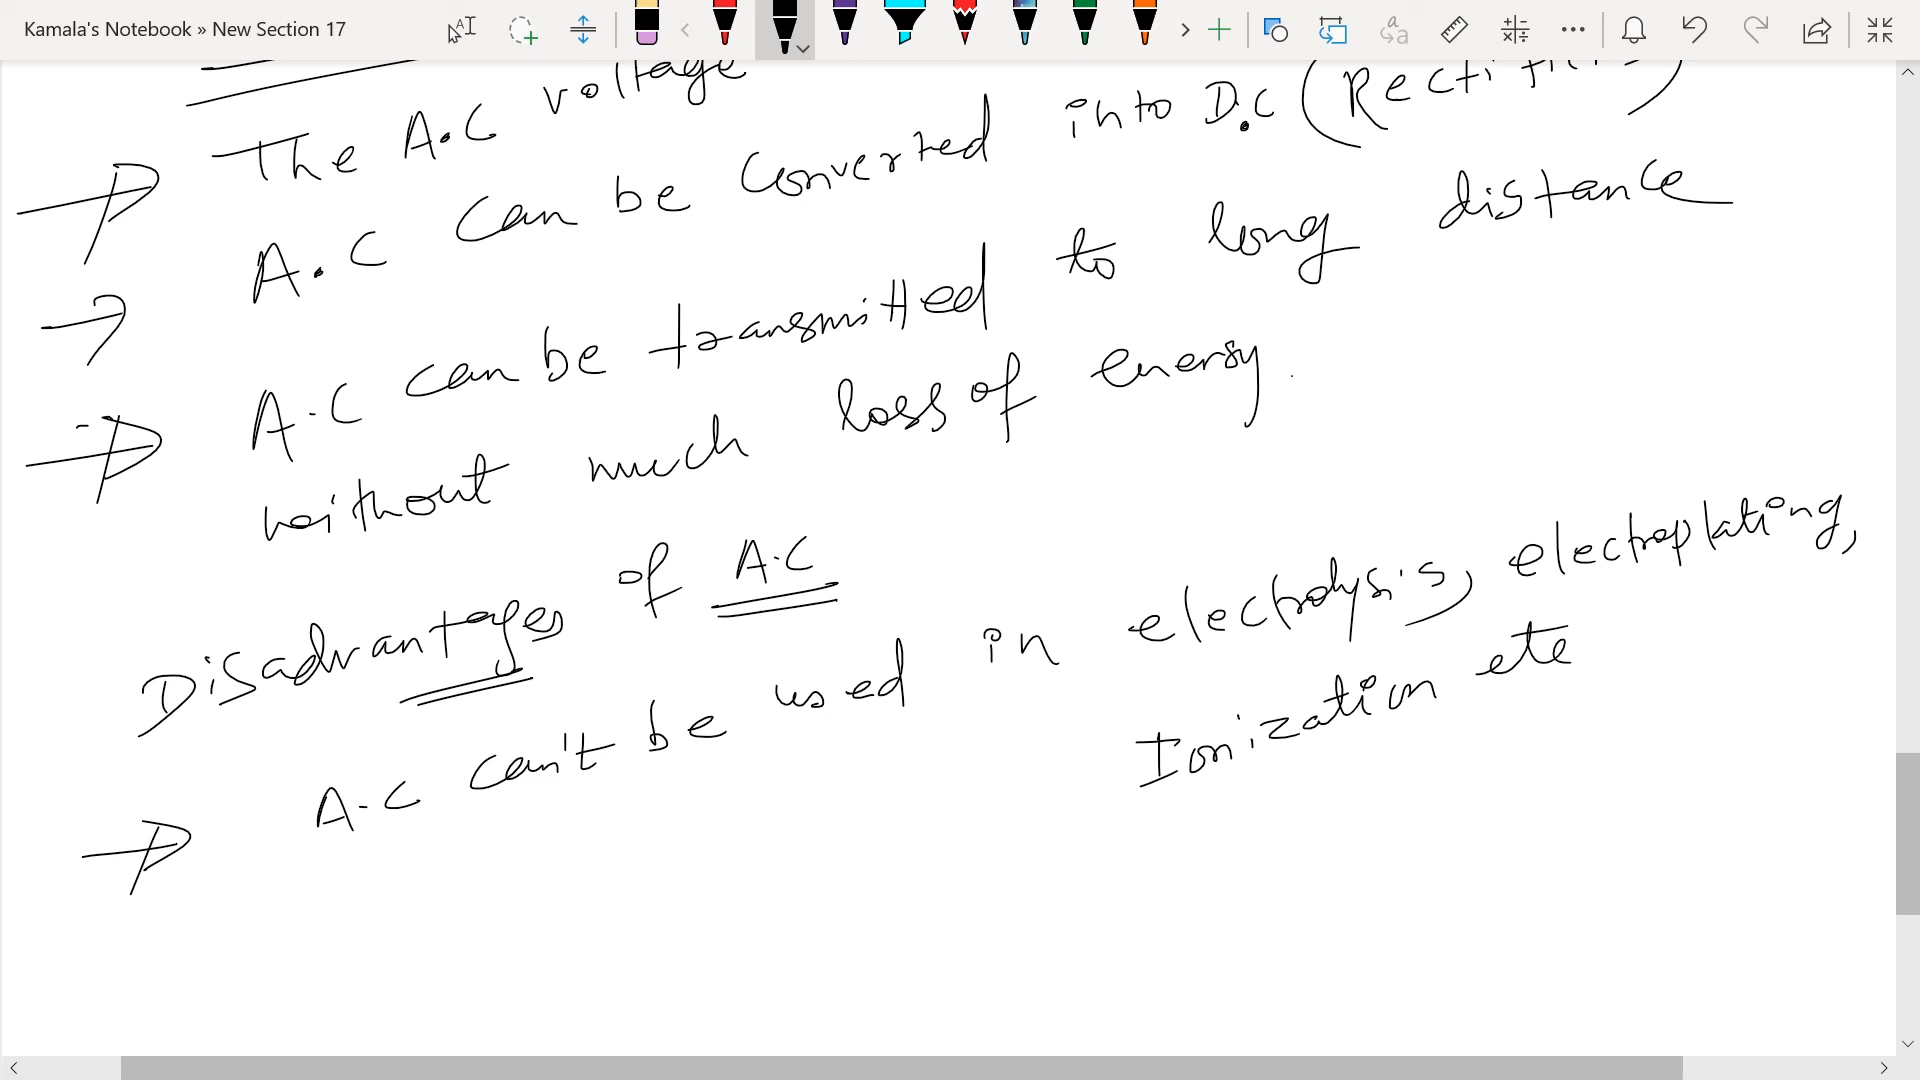 Kamala's Notebook » New Section 17
The A.C voltage
A.C can be converted into D.C (
A.C can be transmitted to long distance
without much loss of energy.
Disadvantages of A.C
A.C can't be used in electrolysis, electroplating,
Ionization etc